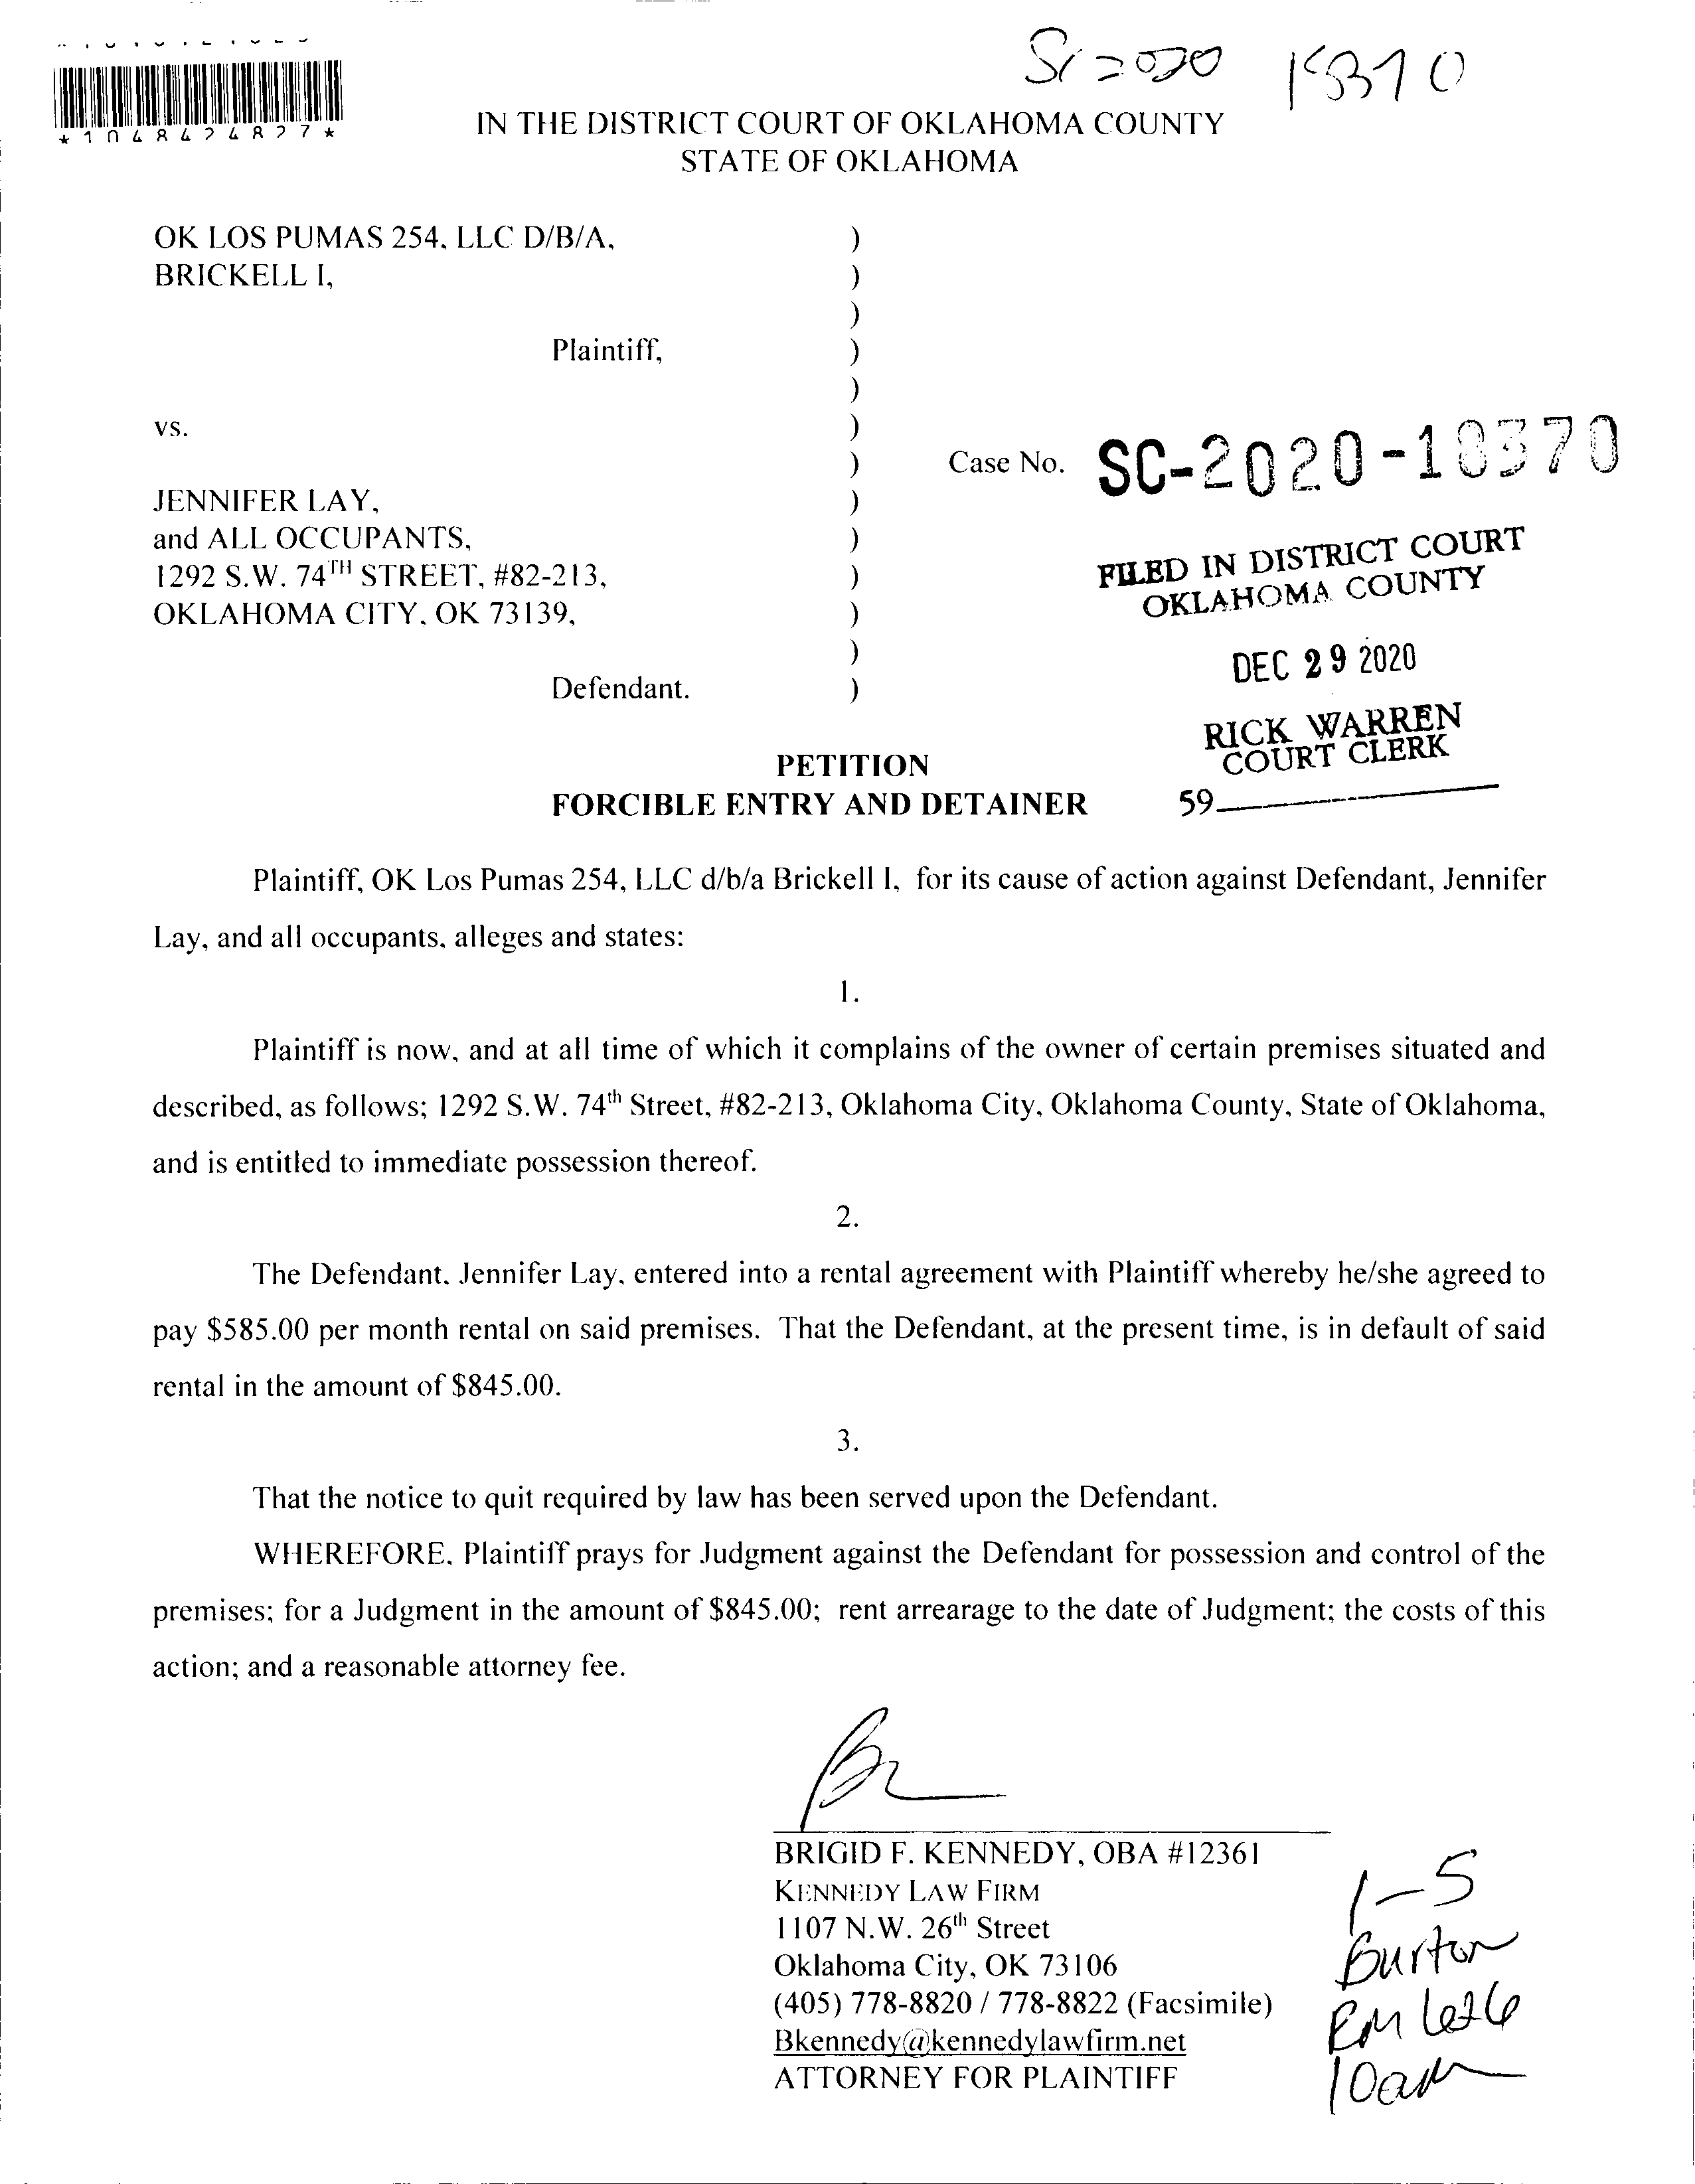 SC 2020 18370
*1048424827*
IN THE DISTRICT COURT OF OKLAHOMA COUNTY
STATE OF OKLAHOMA
OK LOS PUMAS 254, LLC D/B/A, )
BRICKELL I, )
)
Plaintiff, )
)
vs. )
) Case No. SC-2020-18370
JENNIFER LAY, )
and ALL OCCUPANTS, )
1292 S.W. 74TH STREET, #82-213, )
OKLAHOMA CITY, OK 73139, )
)
Defendant. )
FILED IN DISTRICT COURT
OKLAHOMA COUNTY
DEC 29 2020
RICK WARREN
COURT CLERK
59
PETITION
FORCIBLE ENTRY AND DETAINER
Plaintiff, OK Los Pumas 254, LLC d/b/a Brickell I, for its cause of action against Defendant, Jennifer
Lay, and all occupants, alleges and states:
1.
Plaintiff is now, and at all time of which it complains of the owner of certain premises situated and
described, as follows; 1292 S.W. 74th Street, #82-213, Oklahoma City, Oklahoma County, State of Oklahoma,
and is entitled to immediate possession thereof.
2.
The Defendant, Jennifer Lay, entered into a rental agreement with Plaintiff whereby he/she agreed to
pay $585.00 per month rental on said premises. That the Defendant, at the present time, is in default of said
rental in the amount of $845.00.
3.
That the notice to quit required by law has been served upon the Defendant.
WHEREFORE, Plaintiff prays for Judgment against the Defendant for possession and control of the
premises; for a Judgment in the amount of $845.00; rent arrearage to the date of Judgment; the costs of this
action; and a reasonable attorney fee.
BRIGID F. KENNEDY, OBA #12361
KENNEDY LAW FIRM
1107 N.W. 26th Street
Oklahoma City, OK 73106
(405) 778-8820 / 778-8822 (Facsimile)
Bkennedy@kennedylawfirm.net
ATTORNEY FOR PLAINTIFF
1-5
Burton
RM
10am